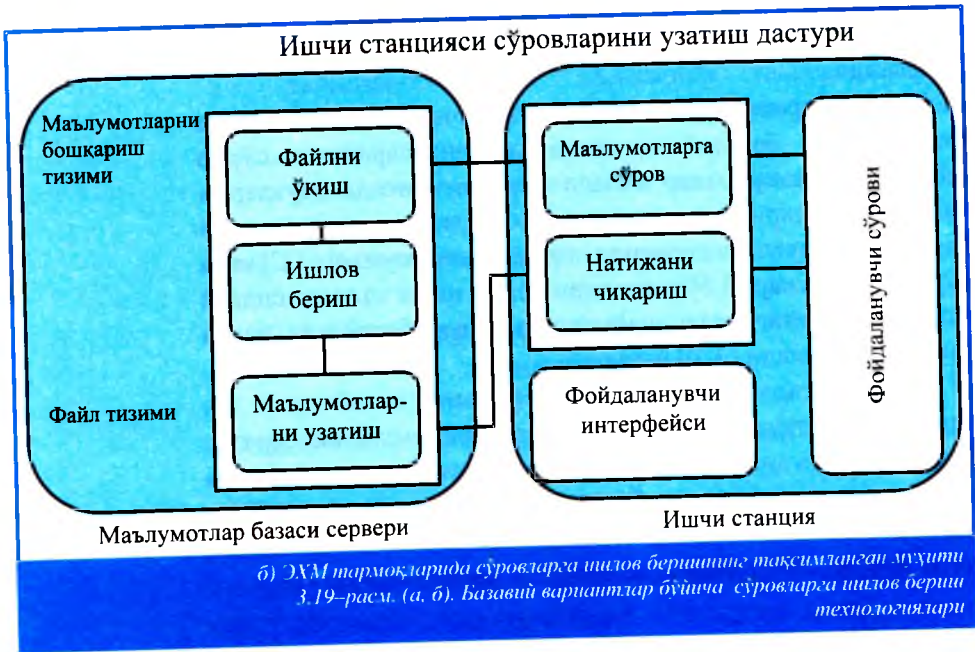 Ишчи станцияси сўровларини узатиш дастури
Маълумотларни
бошқариш
тизими
Файл тизими
Файлни
ўқиш
Ишлов
бериш
Маълумотлар-
ни узатиш
Маълумотлар базаси сервери
Маълумотларга
сўров
Натижани
чиқариш
Фойдаланувчи
интерфейси
Фойдаланувчи сўрови
Ишчи станция
б) ЭХМ тармоқларида сўровларга ишлов беришнинг тақсимланган муҳити
3.19–расм. (а, б). Базавий вариантлар бўйича сўровларга ишлов бериш
технологиялари